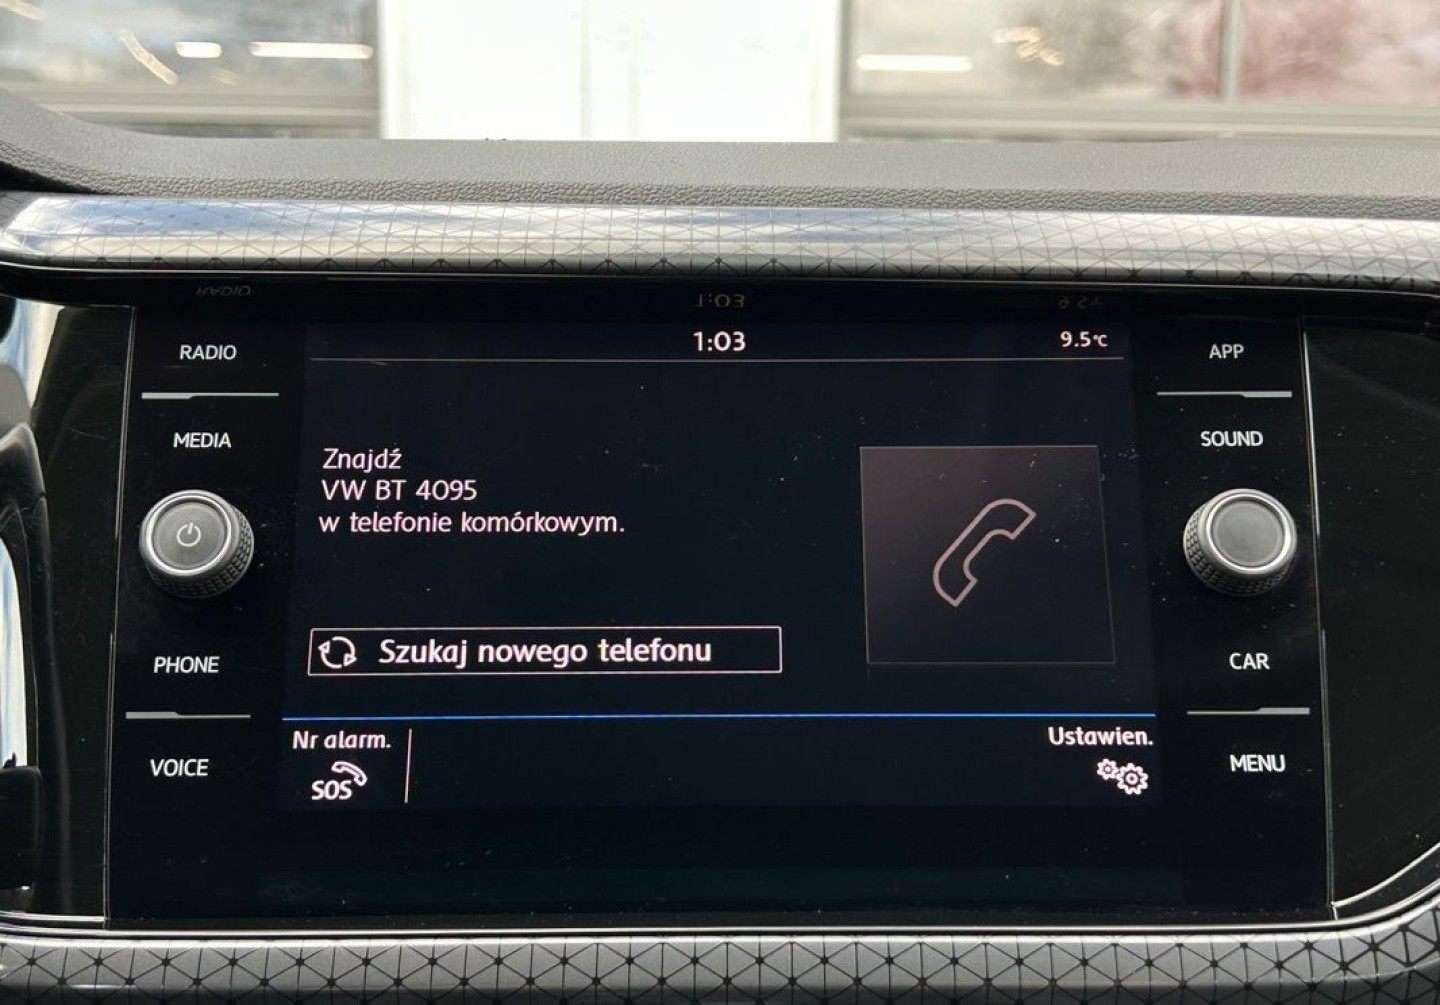 1:03
9.5°C
RADIO
APP
MEDIA
SOUND
Znajdź
VW BT 4095
w telefonie komórkowym.
Szukaj nowego telefonu
PHONE
CAR
Nr alarm.
SOS
Ustawien.
VOICE
MENU